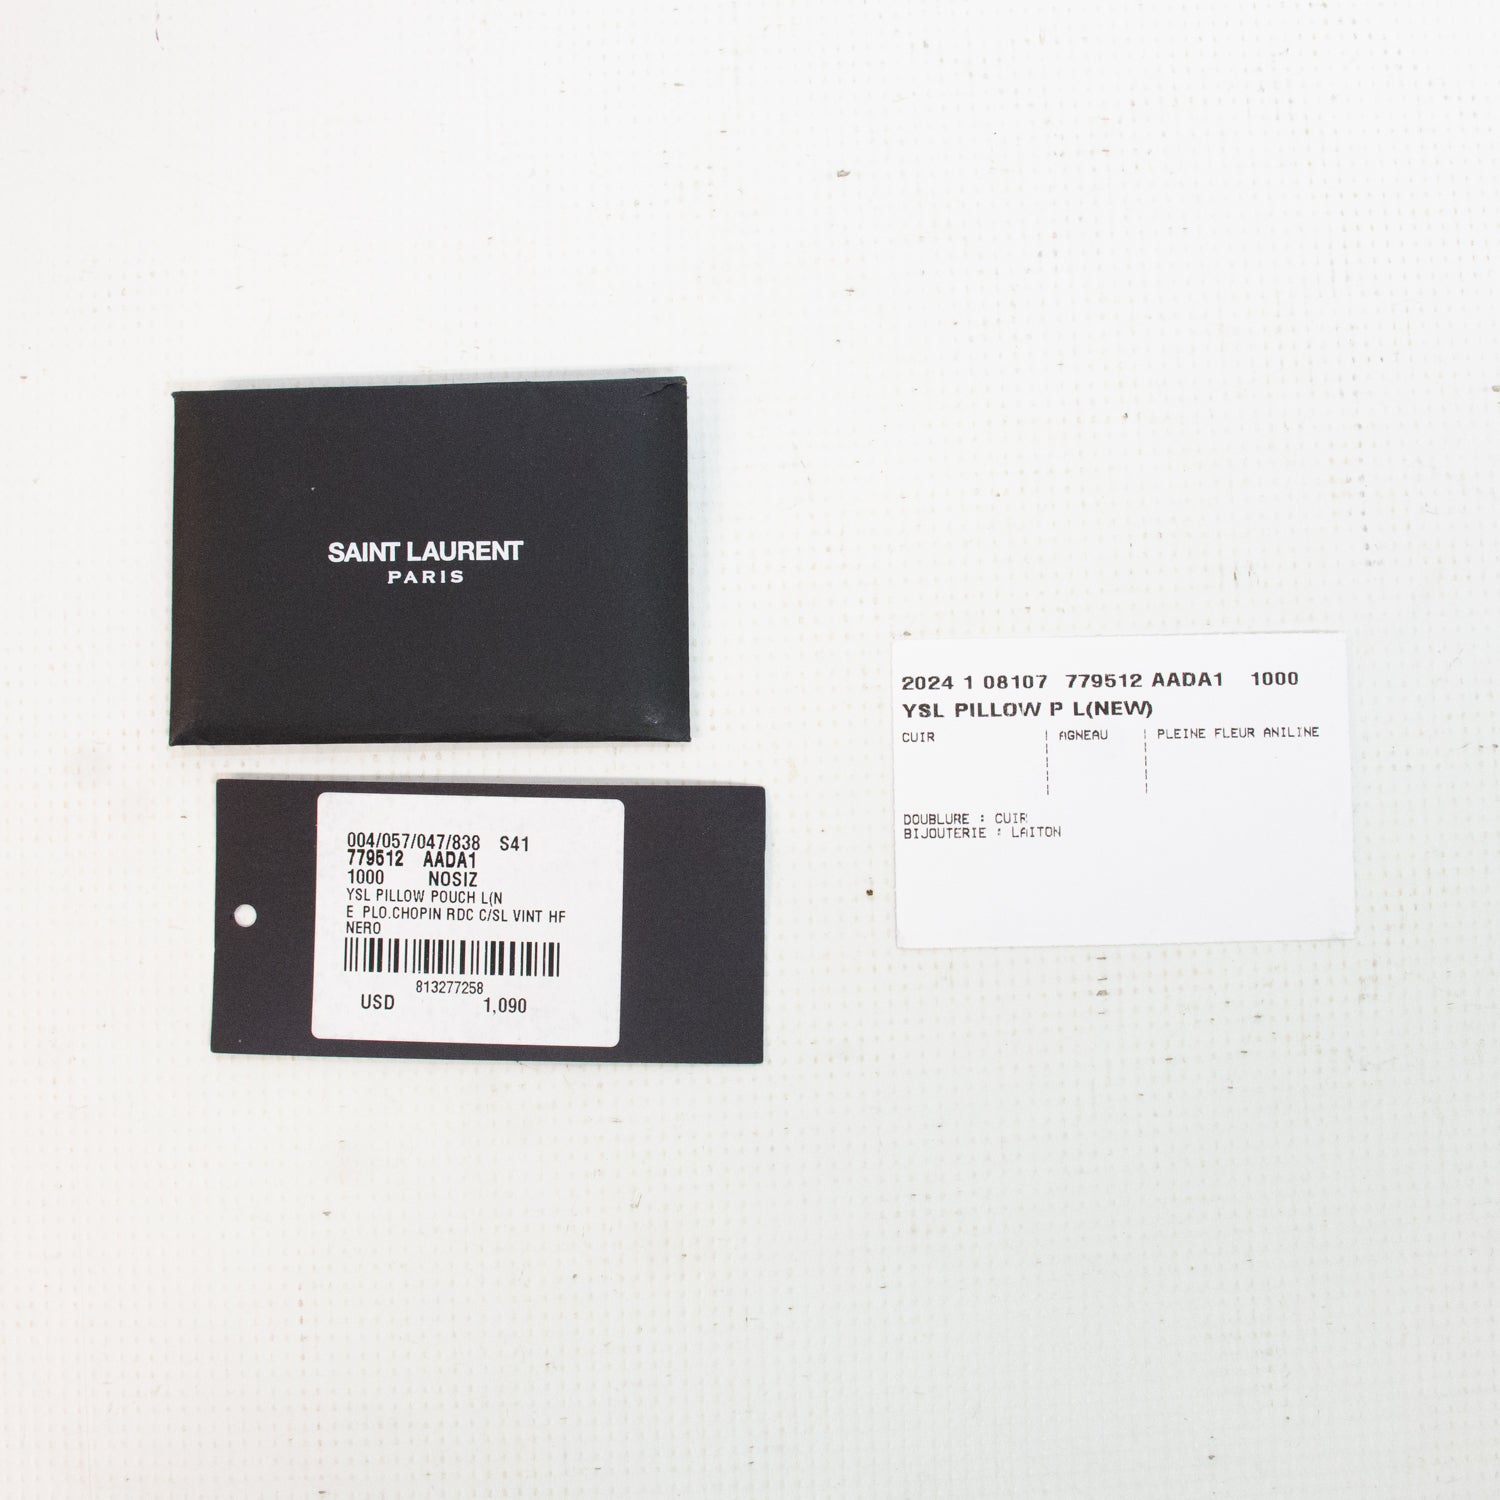 SAINT LAURENT
PARIS
004/057/047/838 S41
779512 AADA1
1000 NOSIZ
YSL PILLOW POUCH L(N
E PLO.CHOPIN RDC C/SL VINT HF
NERO
813277258
USD 1,090
2024 1 08107 779512 AADA1 1000
YSL PILLOW P L(NEW)
CUIR | AGNEAU | PLEINE FLEUR ANILINE
DOUBLURE : CUIR
BIJOUTERIE : LAITON